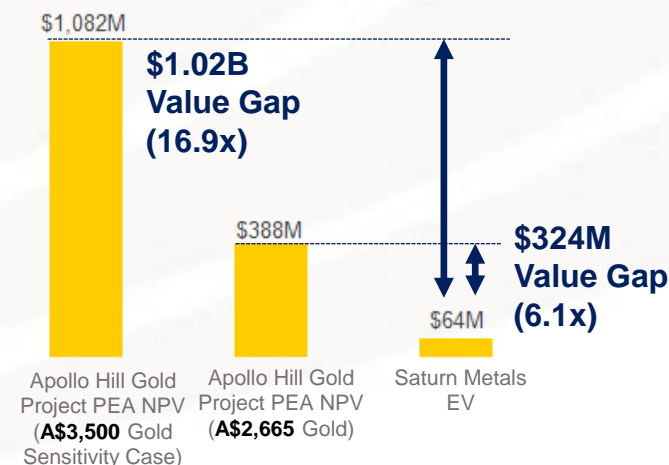 $1,082M
$1.02B
Value Gap
(16.9x)
$388M
$324M
Value Gap
(6.1x)
$64M
Apollo Hill Gold
Project PEA NPV
(A$3,500 Gold
Sensitivity Case)
Apollo Hill Gold
Project PEA NPV
(A$2,665 Gold)
Saturn Metals
EV